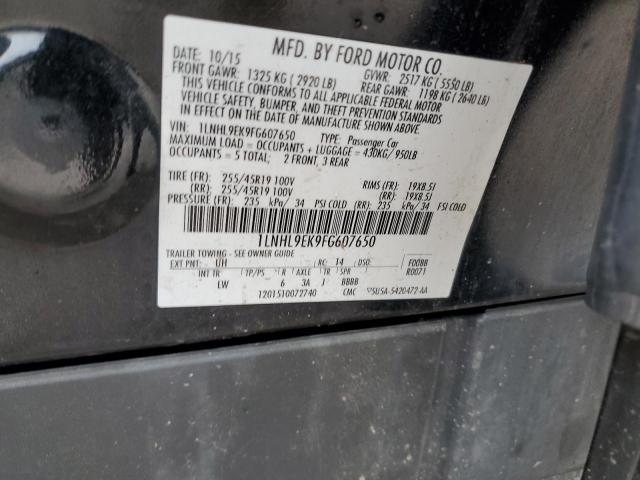 MFD. BY FORD MOTOR CO.
DATE: 10/15 GVWR: 2517 KG (5550 LB)
FRONT GAWR: 1325 KG (2920 LB) REAR GAWR: 1198 KG (2640 LB)
THIS VEHICLE CONFORMS TO ALL APPLICABLE FEDERAL MOTOR
VEHICLE SAFETY, BUMPER, AND THEFT PREVENTION STANDARDS
IN EFFECT ON THE DATE OF MANUFACTURE SHOWN ABOVE.
VIN: 1LNHL9EK9FG607650 TYPE: Passenger Car
MAXIMUM LOAD = OCCUPANTS + LUGGAGE = 430KG/950LB
OCCUPANTS = 5 TOTAL; 2 FRONT, 3 REAR
TIRE (FR): 255/45R19 100V RIMS (FR): 19X8.5J
(RR): 255/45R19 100V (RR): 19X8.5J
PRESSURE (FR): 235 kPa/ 34 PSI COLD (RR): 235 kPa/ 34 PSI COLD
1LNHL9EK9FG607650
TRAILER TOWING - SEE OWNER GUIDE
EXT PNT: UH RC: 14 F00BB
INT TR TP/PS R AXLE TR SPR R0071
LW 6 3A J BBBB
1201510072740 CMC 5U5A-5420472-AA